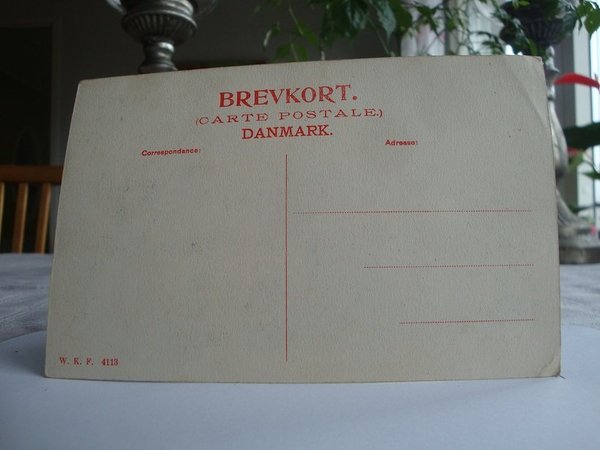 BREVKORT.
(CARTE POSTALE.)
DANMARK.
Correspondance:
Adresse:
W. K. F. 4113